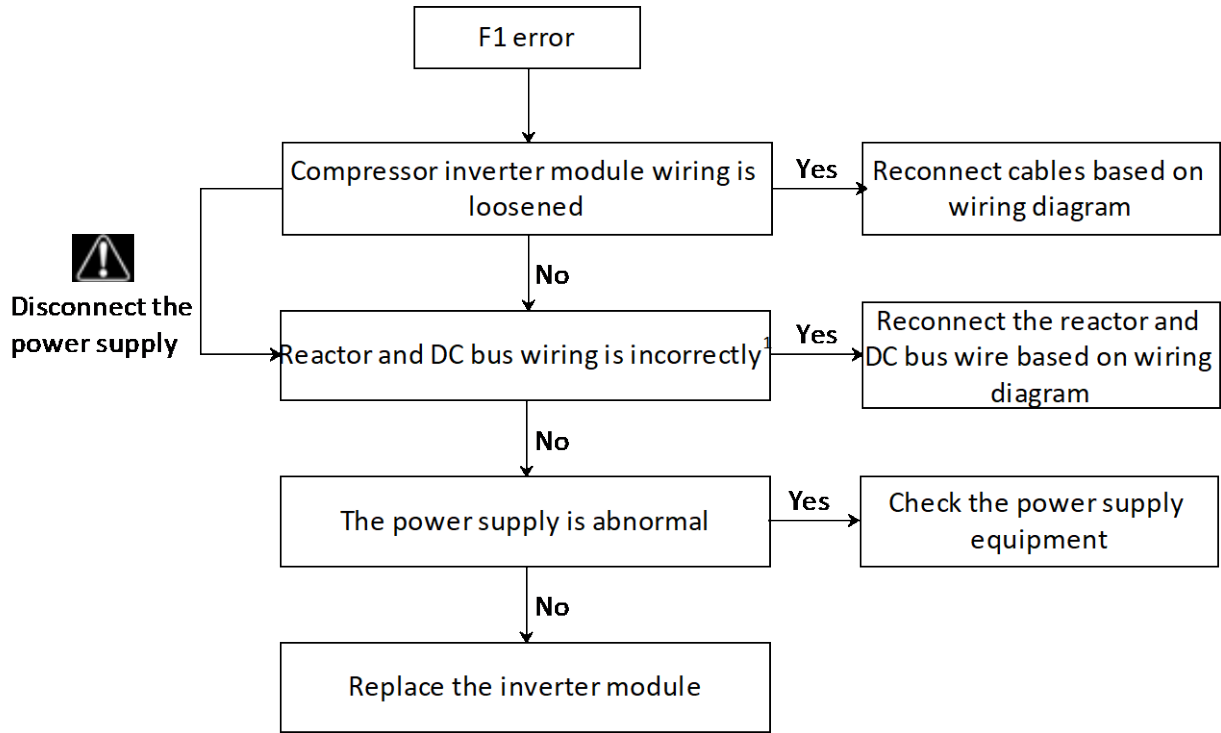 F1 error
Compressor inverter module wiring is
loosened
Yes
Reconnect cables based on
wiring diagram
No
Disconnect the
power supply
Reactor and DC bus wiring is incorrectly1
Yes
Reconnect the reactor and
DC bus wire based on wiring
diagram
No
The power supply is abnormal
Yes
Check the power supply
equipment
No
Replace the inverter module